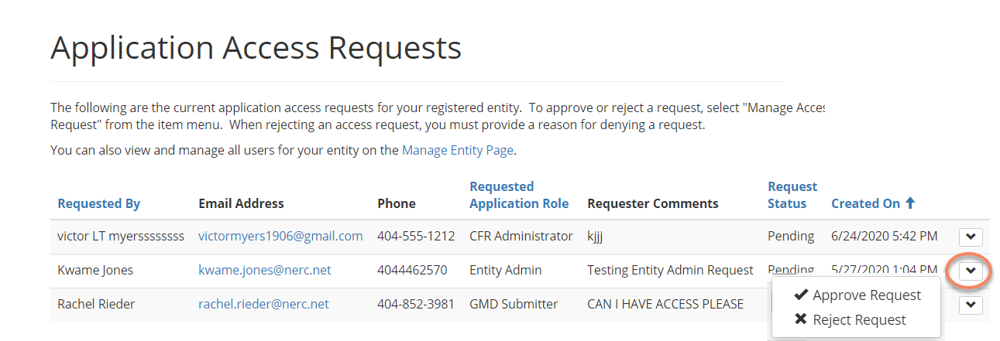 Application Access Requests
The following are the current application access requests for your registered entity. To approve or reject a request, select "Manage Acces
Request" from the item menu. When rejecting an access request, you must provide a reason for denying a request.
You can also view and manage all users for your entity on the Manage Entity Page.
Requested By Email Address Phone Requested Application Role Requester Comments Request Status Created On
victor LT myerssssssss victormyers1906@gmail.com 404-555-1212 CFR Administrator kjjj Pending 6/24/2020 5:42 PM
Kwame Jones kwame.jones@nerc.net 4044462570 Entity Admin Testing Entity Admin Request Pending 5/27/2020 1:04 PM
Rachel Rieder rachel.rieder@nerc.net 404-852-3981 GMD Submitter CAN I HAVE ACCESS PLEASE
Approve Request
Reject Request